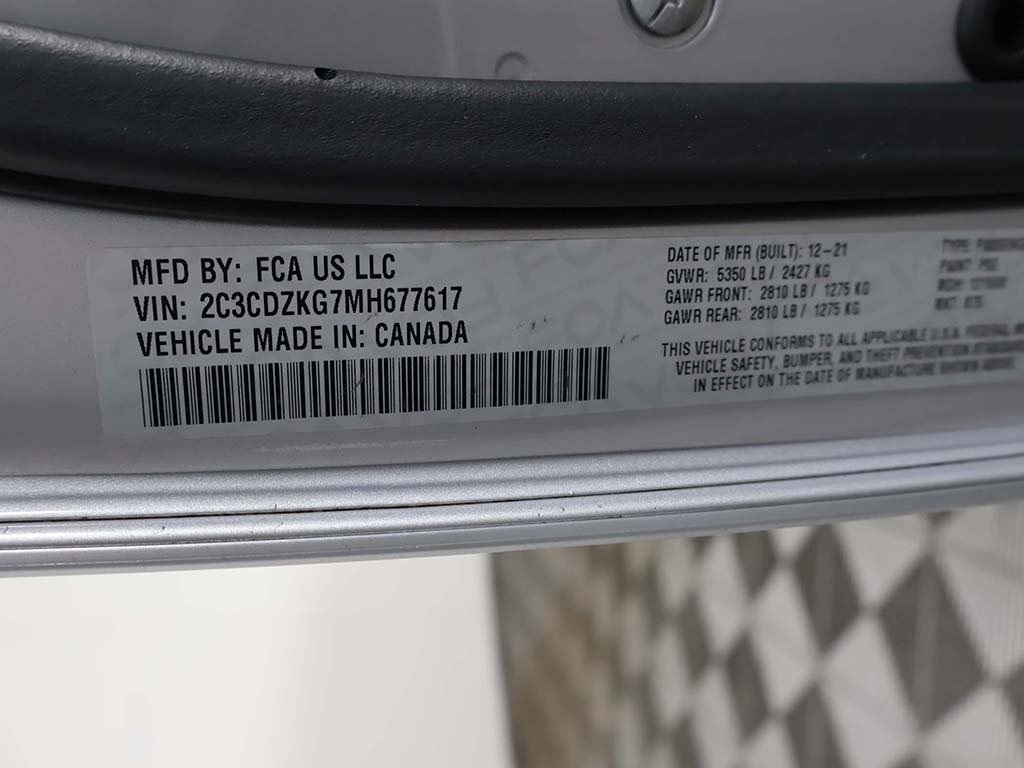 MFD BY: FCA US LLC
VIN: 2C3CDZKG7MH677617
VEHICLE MADE IN: CANADA
DATE OF MFR (BUILT): 12-21
GVWR: 5350 LB / 2427 KG
GAWR FRONT: 2810 LB / 1275 KG
GAWR REAR: 2810 LB / 1275 KG
THIS VEHICLE CONFORMS TO ALL APPLICABLE U.S.A. FEDERAL
VEHICLE SAFETY, BUMPER, AND THEFT PREVENTION
IN EFFECT ON THE DATE OF MANUFACTURE SHOWN ABOVE
TYPE:
PAINT:
MDH:
MKT: